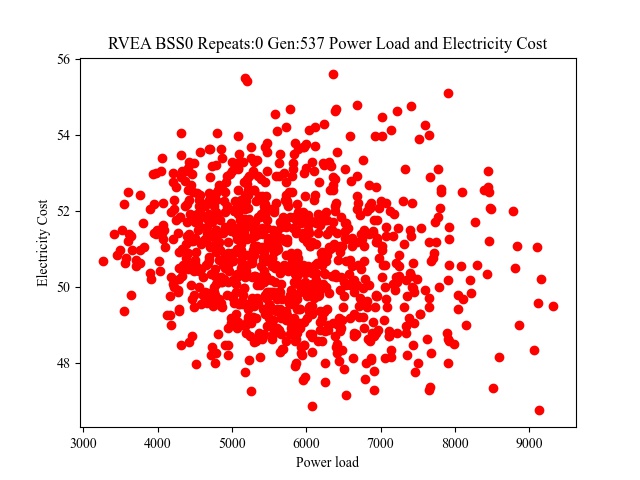 RVEA BSS0 Repeats:0 Gen:537 Power Load and Electricity Cost
56
54
52
50
48
Electricity Cost
3000 4000 5000 6000 7000 8000 9000
Power load